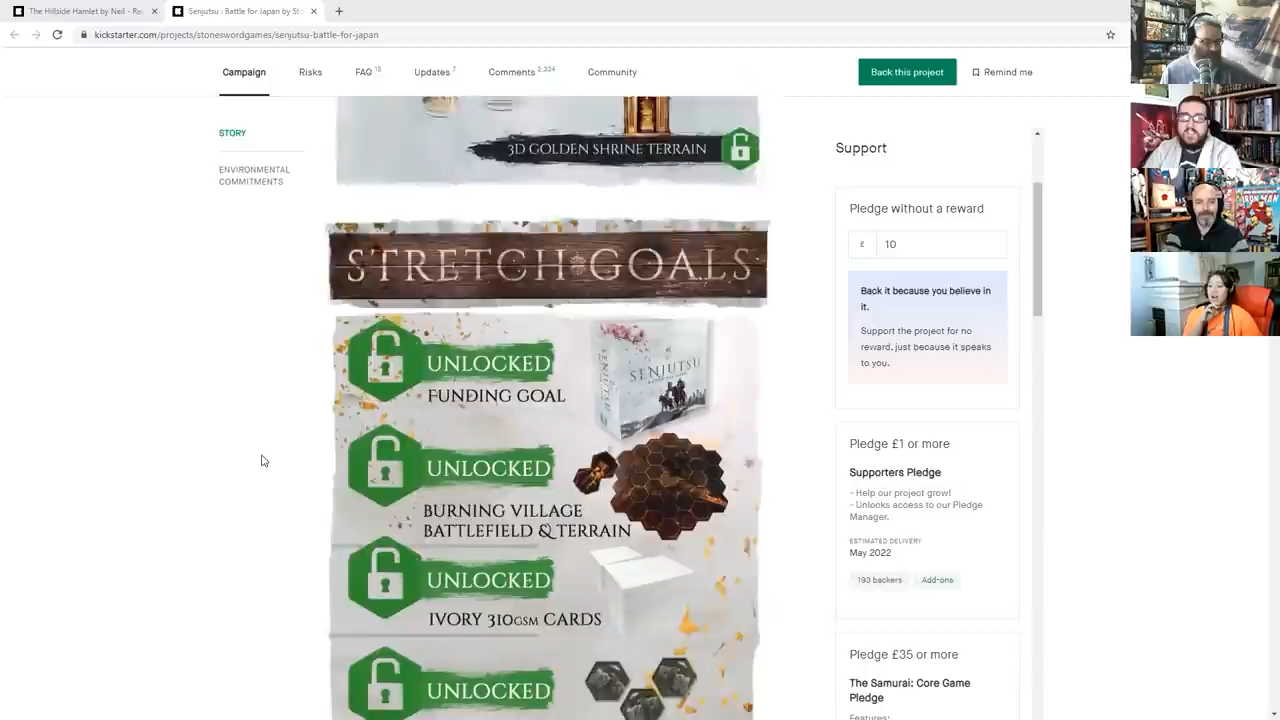 The Hillside Hamlet by Neil - Rec
Senjutsu : Battle for Japan by St
kickstarter.com/projects/stoneswordgames/senjutsu-battle-for-japan
Campaign
Risks
FAQ 15
Updates 7
Comments 2,324
Community
Back this project
Remind me
STORY
ENVIRONMENTAL
COMMITMENTS
3D GOLDEN SHRINE TERRAIN
STRETCH GOALS
UNLOCKED
FUNDING GOAL
SENJUTSU
UNLOCKED
BURNING VILLAGE
BATTLEFIELD & TERRAIN
UNLOCKED
IVORY 310GSM CARDS
UNLOCKED
Support
Pledge without a reward
£ 10
Back it because you believe in
it.
Support the project for no
reward, just because it speaks
to you.
Pledge £1 or more
Supporters Pledge
- Help our project grow!
- Unlocks access to our Pledge
Manager.
ESTIMATED DELIVERY
May 2022
193 backers
Add-ons
Pledge £35 or more
The Samurai: Core Game
Pledge
Features:
IRON MAN